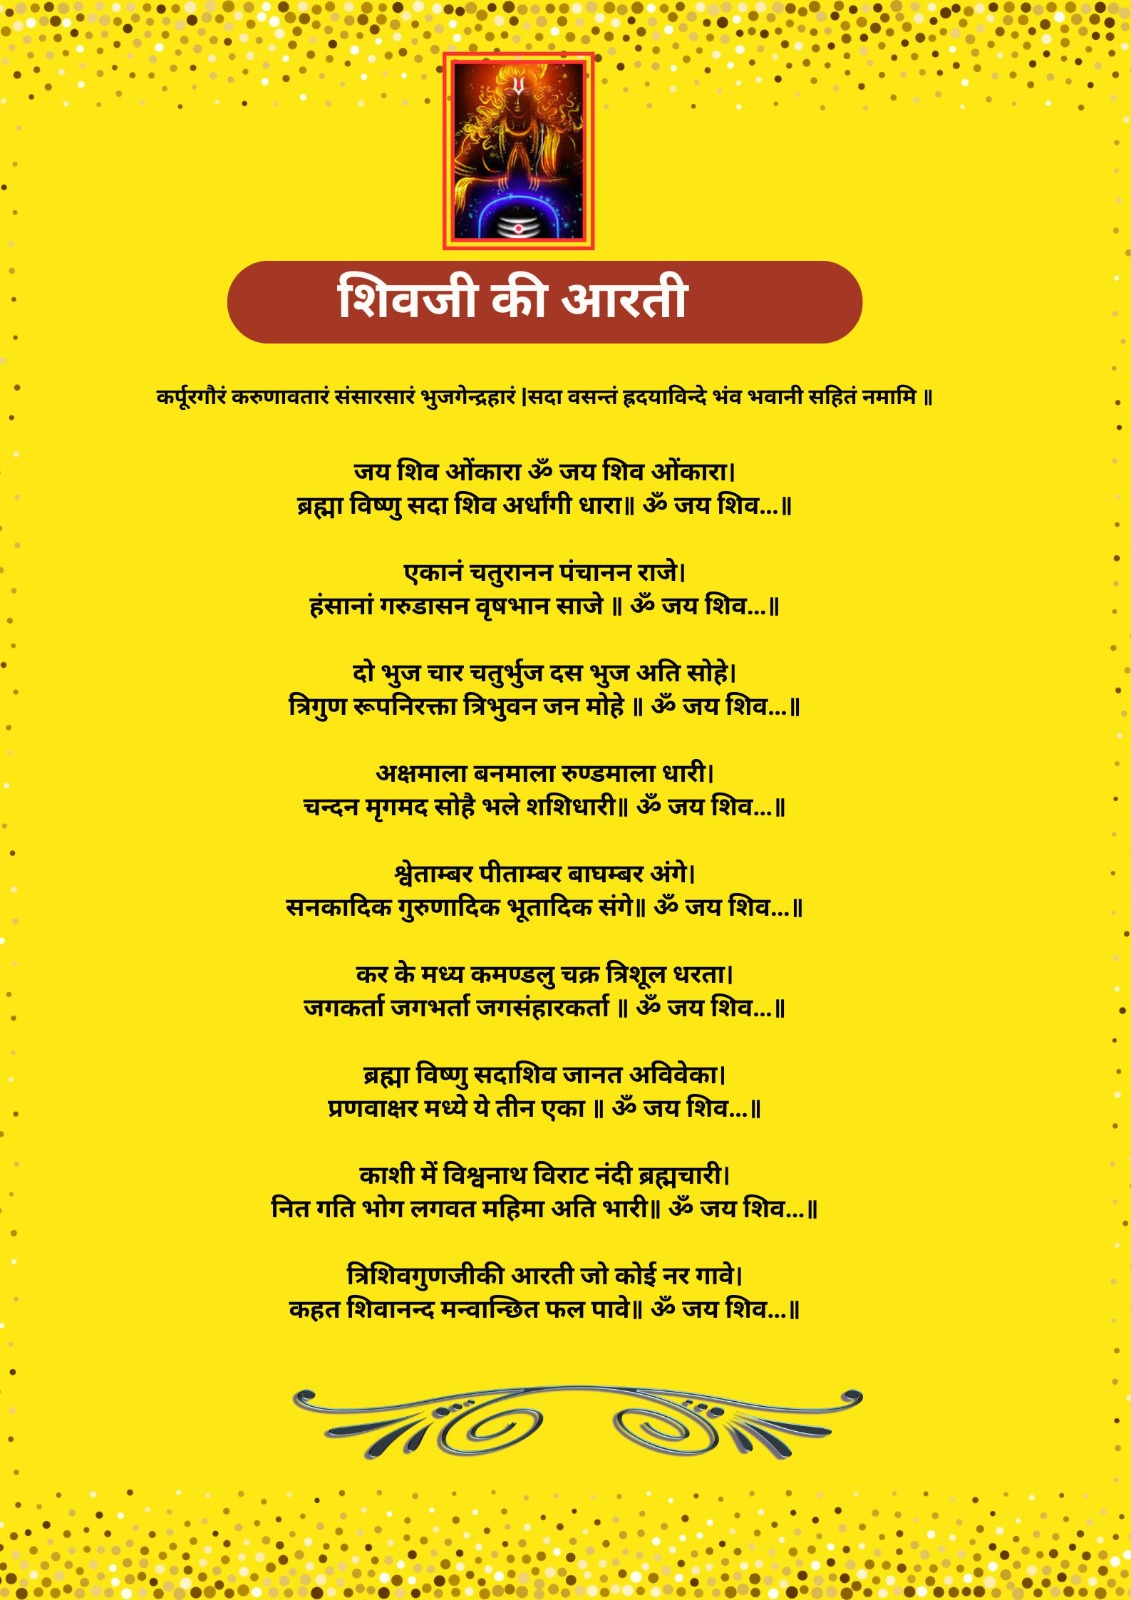 शिवजी की आरती
कर्पूरगौरं करुणावतारं संसारसारं भुजगेन्द्रहारं |सदा वसन्तं ह्रदयाविन्दे भंव भवानी सहितं नमामि ॥
जय शिव ओंकारा ॐ जय शिव ओंकारा।
ब्रह्मा विष्णु सदा शिव अर्धांगी धारा॥ ॐ जय शिव...॥
एकानं चतुरानन पंचानन राजे।
हंसानां गरुडासन वृषभान साजे ॥ ॐ जय शिव...॥
दो भुज चार चतुर्भुज दस भुज अति सोहे।
त्रिगुण रूपनिरक्ता त्रिभुवन जन मोहे ॥ ॐ जय शिव...॥
अक्षमाला बनमाला रुण्डमाला धारी।
चन्दन मृगमद सोहै भले शशिधारी॥ ॐ जय शिव...॥
श्वेताम्बर पीताम्बर बाघम्बर अंगे।
सनकादिक गुरुणादिक भूतादिक संगे॥ ॐ जय शिव...॥
कर के मध्य कमण्डलु चक्र त्रिशूल धरता।
जगकर्ता जगभर्ता जगसंहारकर्ता ॥ ॐ जय शिव...॥
ब्रह्मा विष्णु सदाशिव जानत अविवेका।
प्रणवाक्षर मध्ये ये तीन एका ॥ ॐ जय शिव...॥
काशी में विश्वनाथ विराट नंदी ब्रह्मचारी।
नित गति भोग लगवत महिमा अति भारी॥ ॐ जय शिव...॥
त्रिशिवगुणजीकी आरती जो कोई नर गावे।
कहत शिवानन्द मन्वान्छित फल पावे॥ ॐ जय शिव...॥